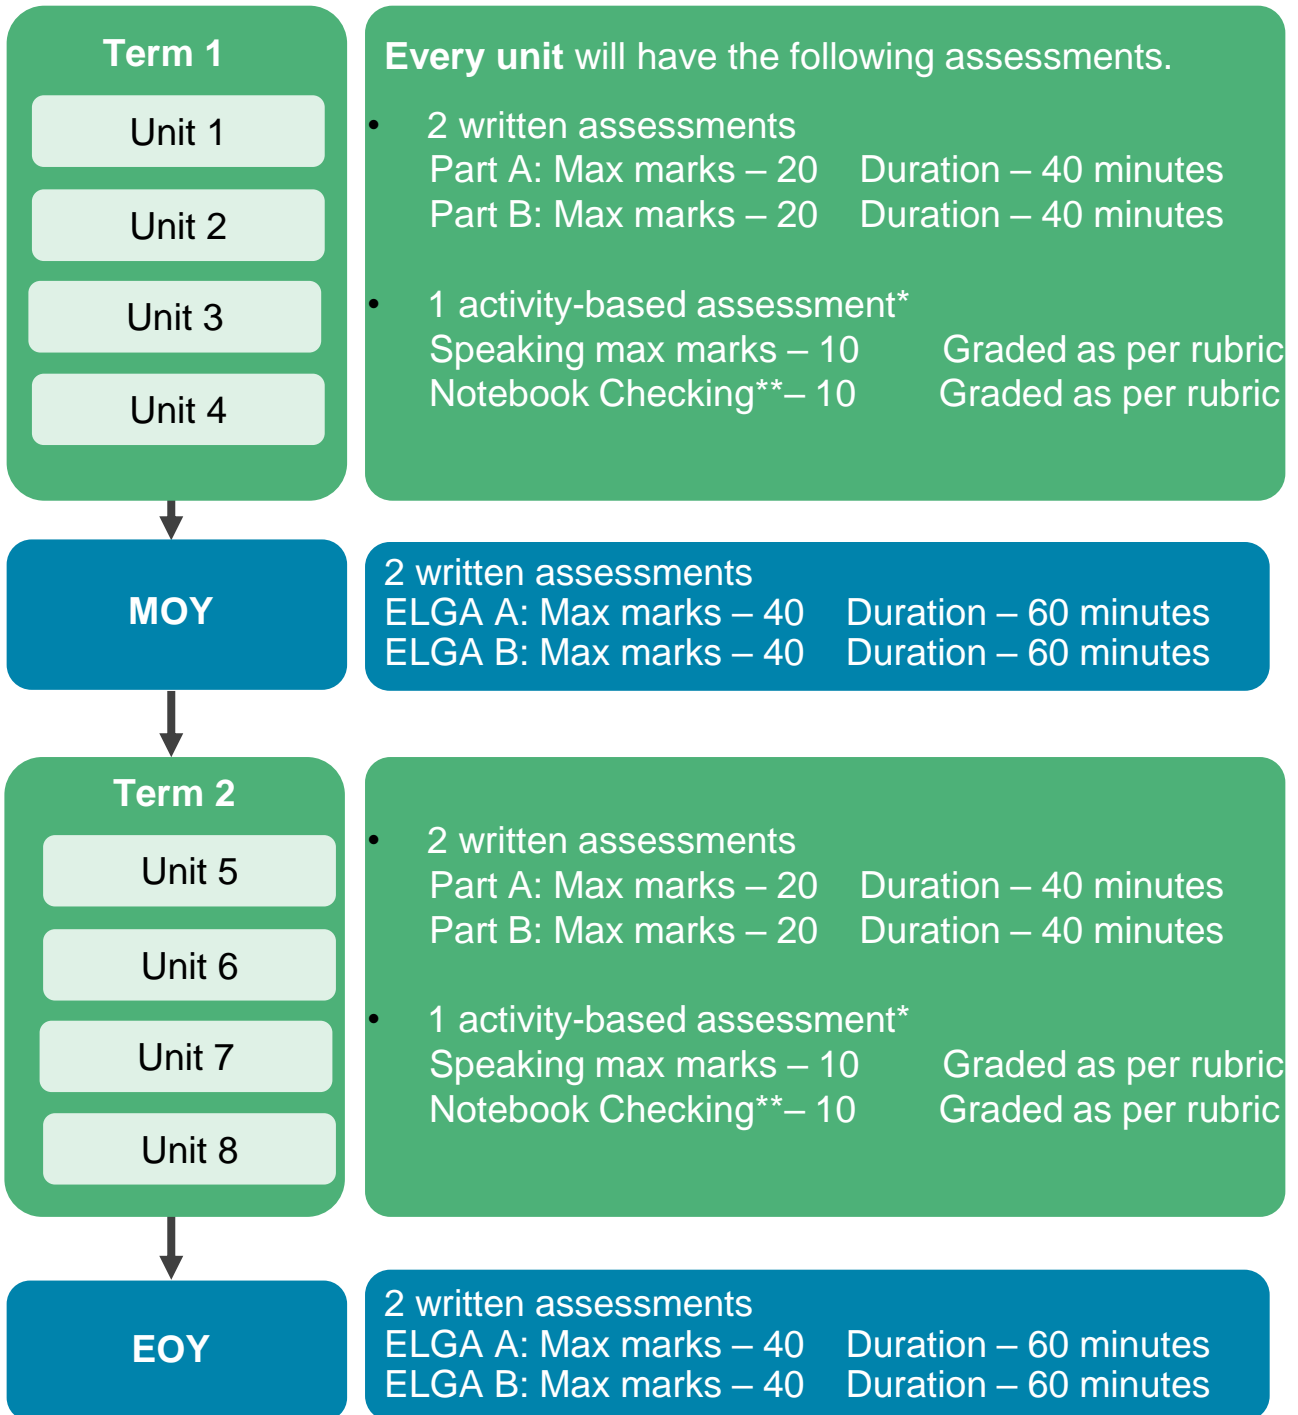 Term 1
Unit 1
Unit 2
Unit 3
Unit 4
Every unit will have the following assessments.
• 2 written assessments
Part A: Max marks – 20 Duration – 40 minutes
Part B: Max marks – 20 Duration – 40 minutes
• 1 activity-based assessment*
Speaking max marks – 10 Graded as per rubric
Notebook Checking**– 10 Graded as per rubric
MOY
2 written assessments
ELGA A: Max marks – 40 Duration – 60 minutes
ELGA B: Max marks – 40 Duration – 60 minutes
Term 2
Unit 5
Unit 6
Unit 7
Unit 8
• 2 written assessments
Part A: Max marks – 20 Duration – 40 minutes
Part B: Max marks – 20 Duration – 40 minutes
• 1 activity-based assessment*
Speaking max marks – 10 Graded as per rubric
Notebook Checking**– 10 Graded as per rubric
EOY
2 written assessments
ELGA A: Max marks – 40 Duration – 60 minutes
ELGA B: Max marks – 40 Duration – 60 minutes